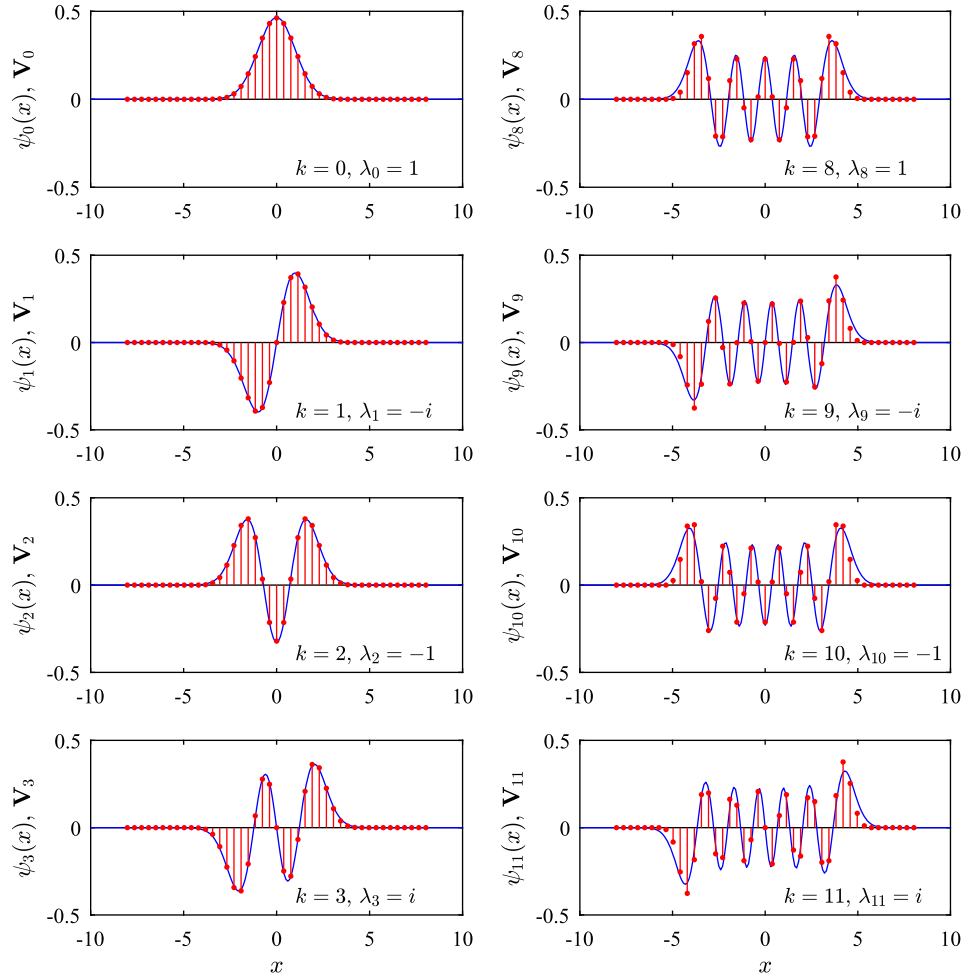 ψ₀(x), V₀
0.5
0
-0.5
k = 0, λ₀ = 1
-10 -5 0 5 10
ψ₁(x), V₁
0.5
0
-0.5
k = 1, λ₁ = −i
-10 -5 0 5 10
ψ₂(x), V₂
0.5
0
-0.5
k = 2, λ₂ = −1
-10 -5 0 5 10
ψ₃(x), V₃
0.5
0
-0.5
k = 3, λ₃ = i
-10 -5 0 5 10
x
ψ₈(x), V₈
0.5
0
-0.5
k = 8, λ₈ = 1
-10 -5 0 5 10
ψ₉(x), V₉
0.5
0
-0.5
k = 9, λ₉ = −i
-10 -5 0 5 10
ψ₁₀(x), V₁₀
0.5
0
-0.5
k = 10, λ₁₀ = −1
-10 -5 0 5 10
ψ₁₁(x), V₁₁
0.5
0
-0.5
k = 11, λ₁₁ = i
-10 -5 0 5 10
x